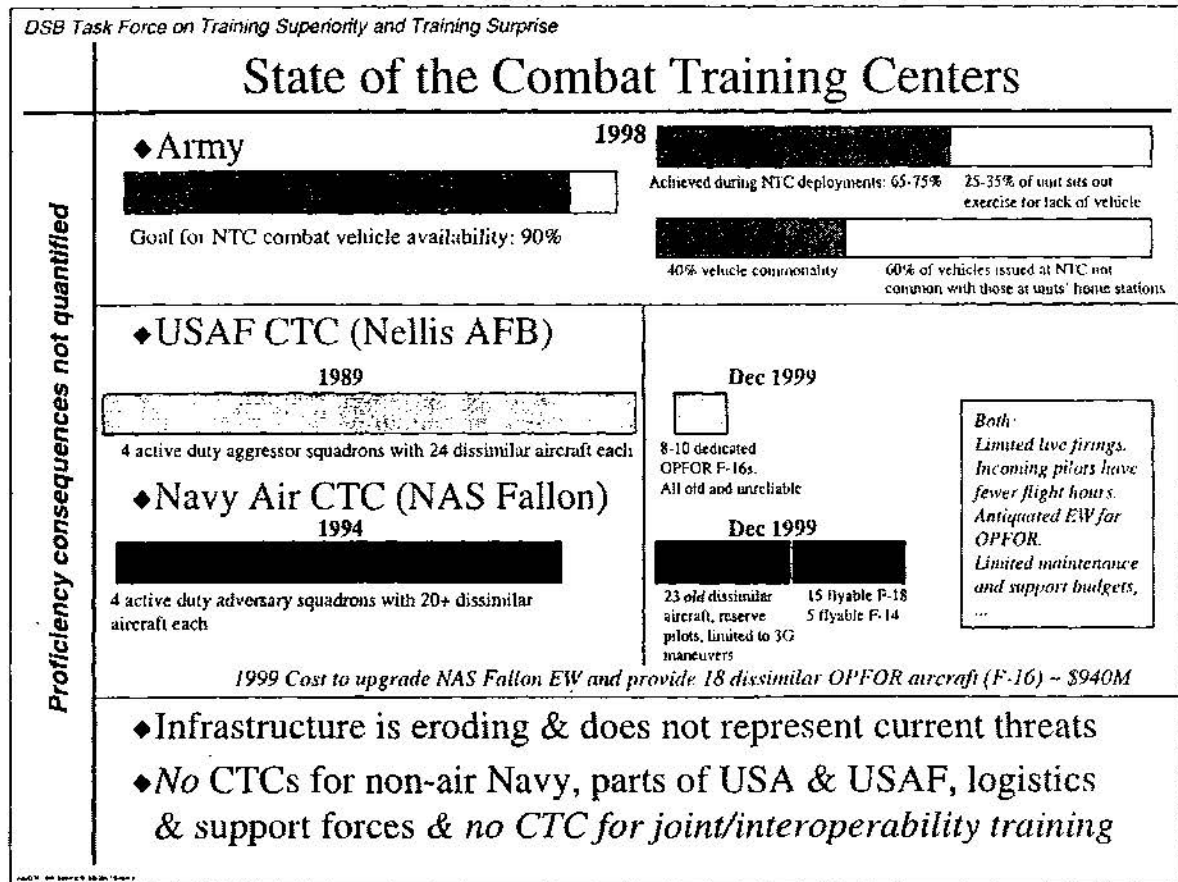 DSB Task Force on Training Superiority and Training Surprise
State of the Combat Training Centers
Proficiency consequences not quantified
◆Army
Goal for NTC combat vehicle availability: 90%
1998
Achieved during NTC deployments: 65-75%
25-35% of unit sits out
exercise for lack of vehicle
40% vehicle commonality
60% of vehicles issued at NTC not
common with those at units' home stations
◆USAF CTC (Nellis AFB)
1989
4 active duty aggressor squadrons with 24 dissimilar aircraft each
Dec 1999
8-10 dedicated
OPFOR F-16s.
All old and unreliable
◆Navy Air CTC (NAS Fallon)
1994
4 active duty adversary squadrons with 20+ dissimilar
aircraft each
Dec 1999
23 old dissimilar
aircraft, reserve
pilots, limited to 3G
maneuvers
15 flyable F-18
5 flyable F-14
Both:
Limited live firings.
Incoming pilots have
fewer flight hours.
Antiquated EW for
OPFOR.
Limited maintenance
and support budgets,
...
1999 Cost to upgrade NAS Fallon EW and provide 18 dissimilar OPFOR aircraft (F-16) ~ $940M
◆Infrastructure is eroding & does not represent current threats
◆No CTCs for non-air Navy, parts of USA & USAF, logistics
& support forces & no CTC for joint/interoperability training